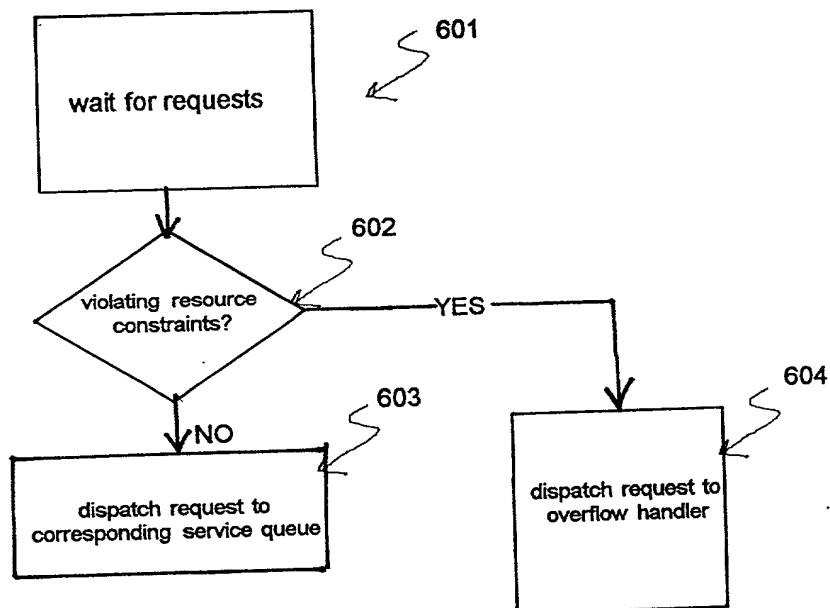 601
wait for requests
602
violating resource
constraints?
YES
604
603
NO
dispatch request to
corresponding service queue
dispatch request to
overflow handler